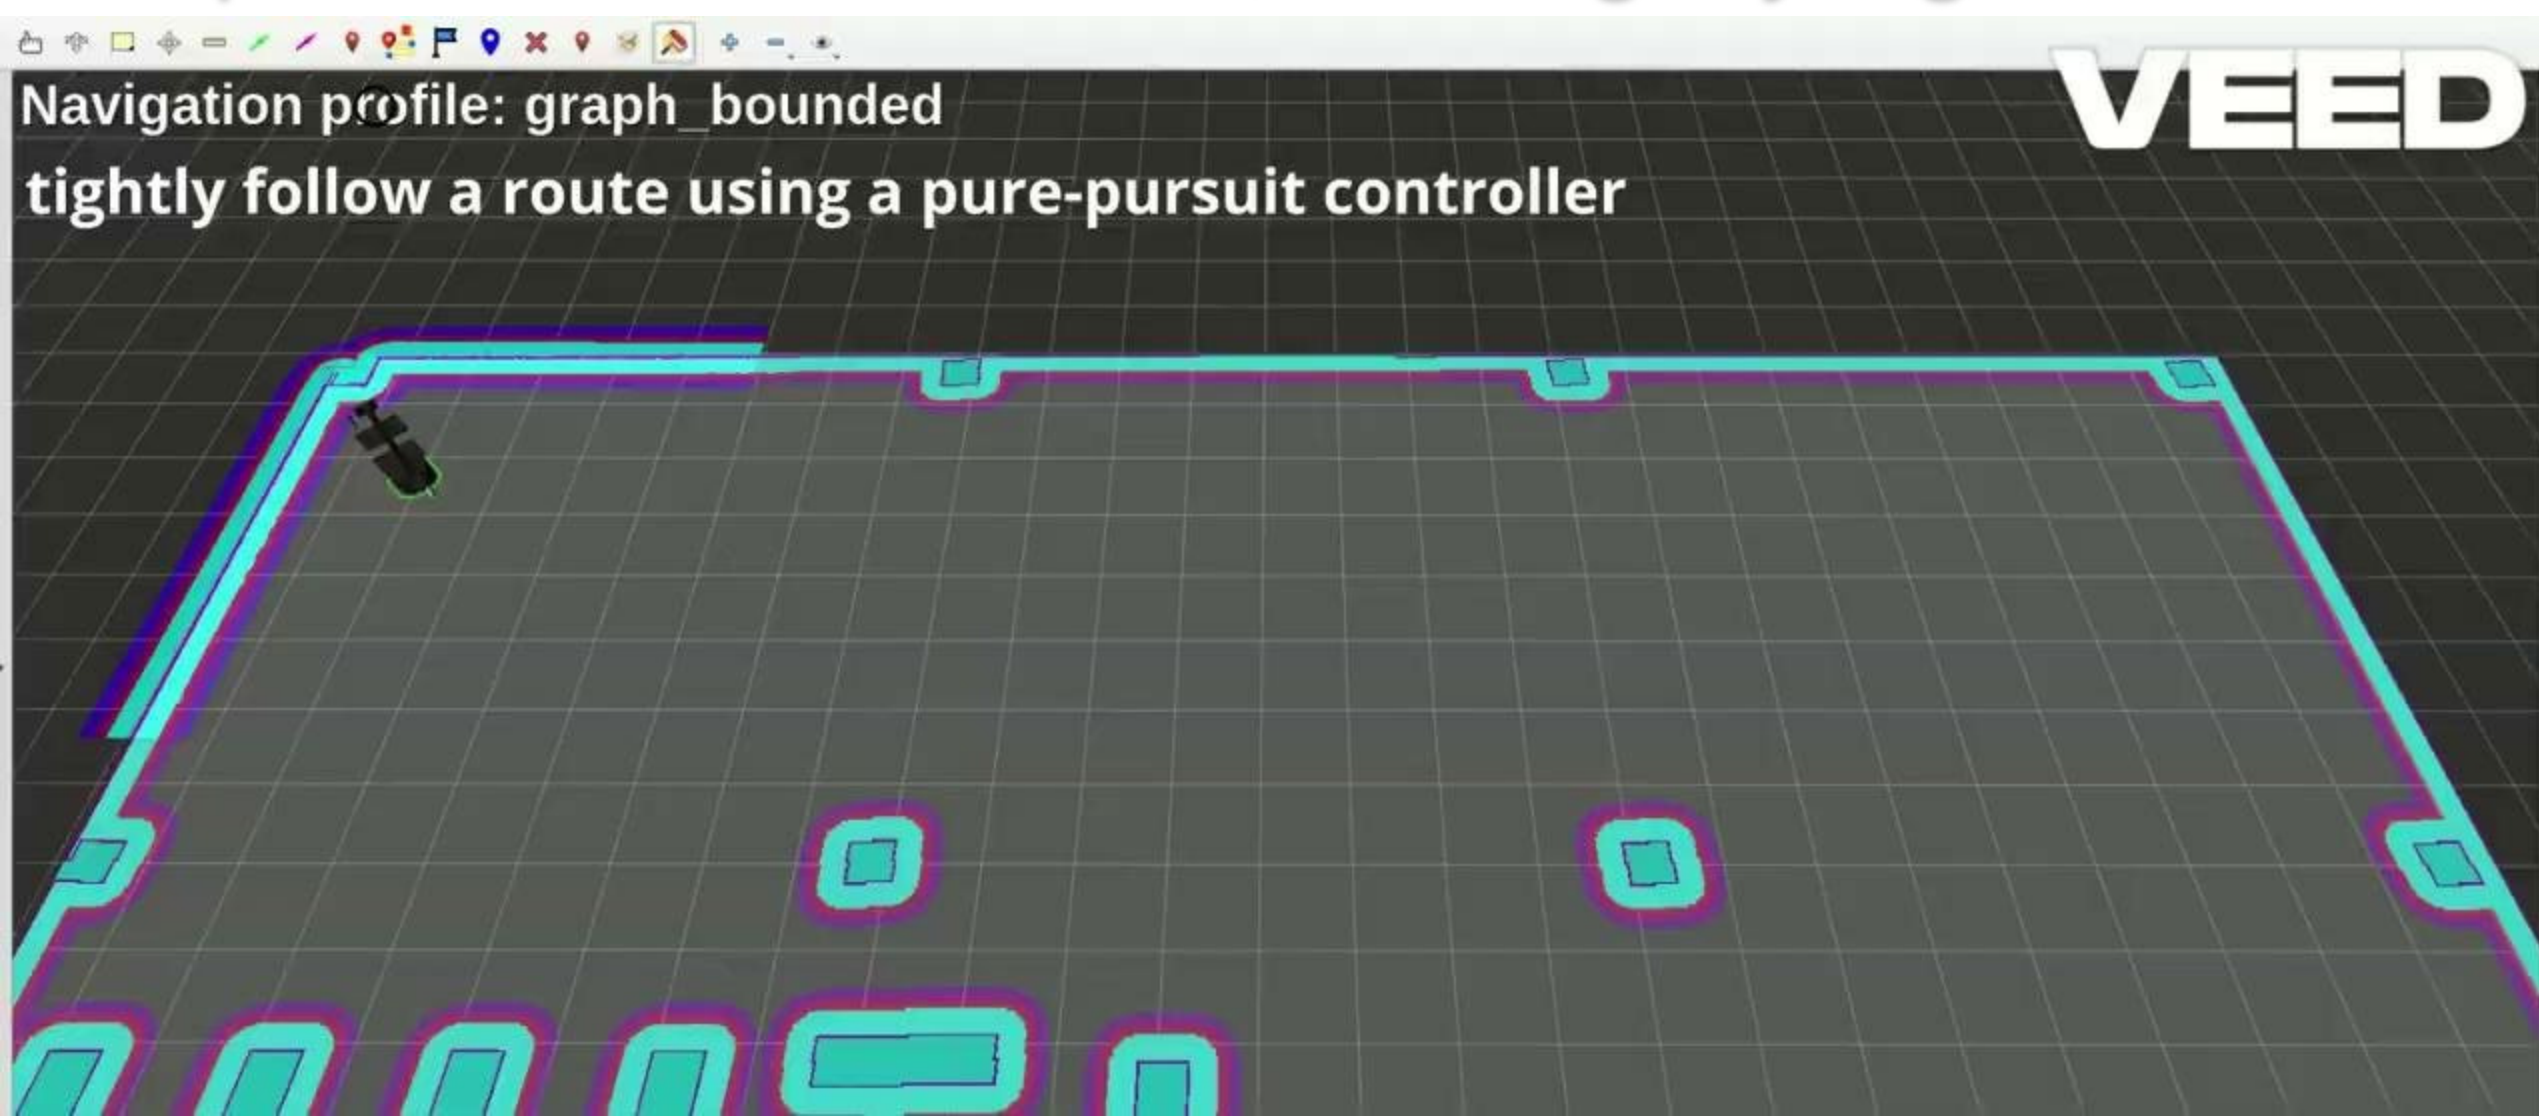 Navigation profile: graph_bounded
VEED
tightly follow a route using a pure-pursuit controller